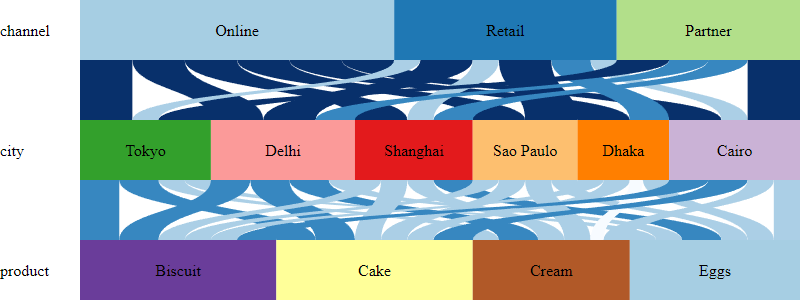 channel
Online
Retail
Partner
city
Tokyo
Delhi
Shanghai
Sao Paulo
Dhaka
Cairo
product
Biscuit
Cake
Cream
Eggs